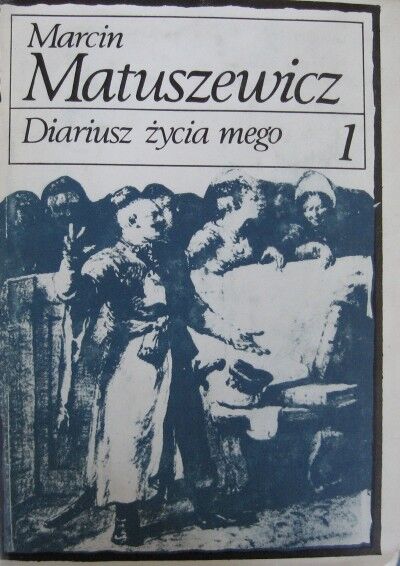 Marcin
Matuszewicz
Diariusz życia mego 1